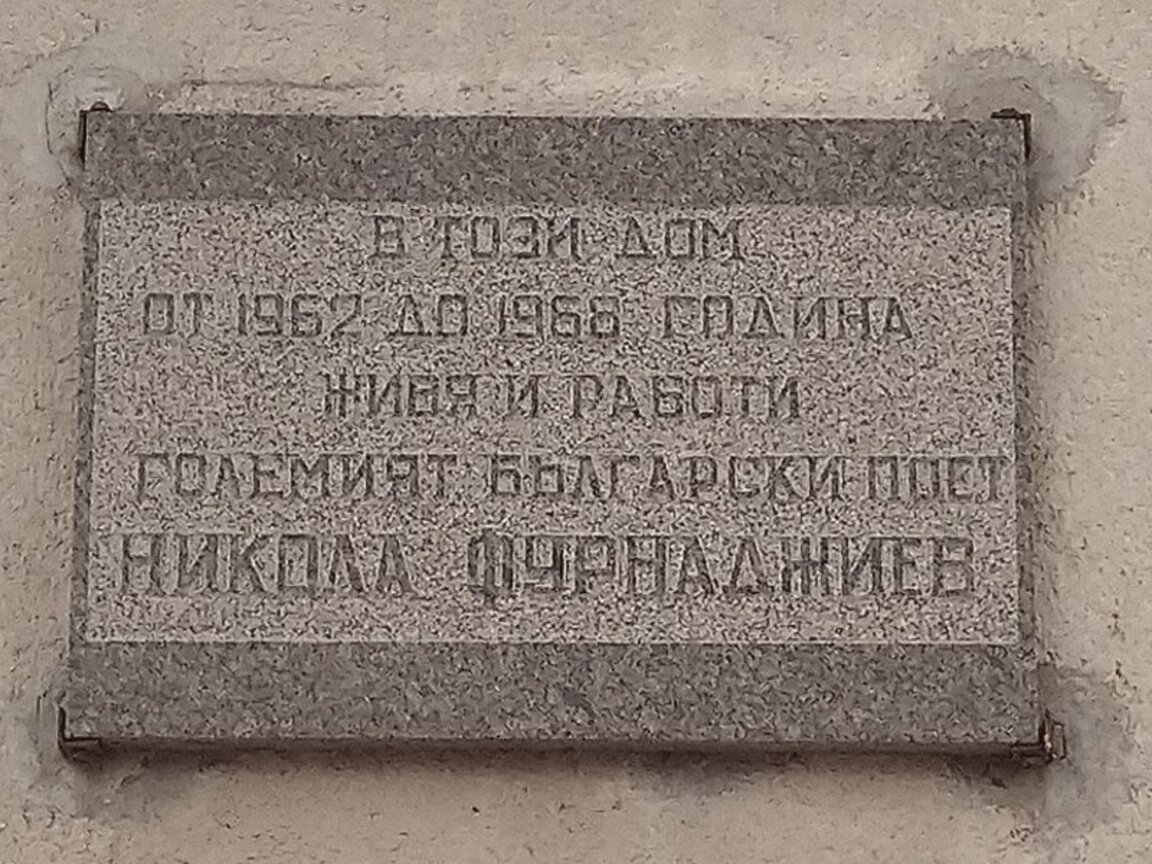 В ТОЗИ ДОМ
ОТ 1962 ДО 1968 ГОДИНА
ЖИВЯ И РАБОТИ
ГОЛЕМИЯТ БЪЛГАРСКИ ПОЕТ
НИКОЛА ФУРНАДЖИЕВ